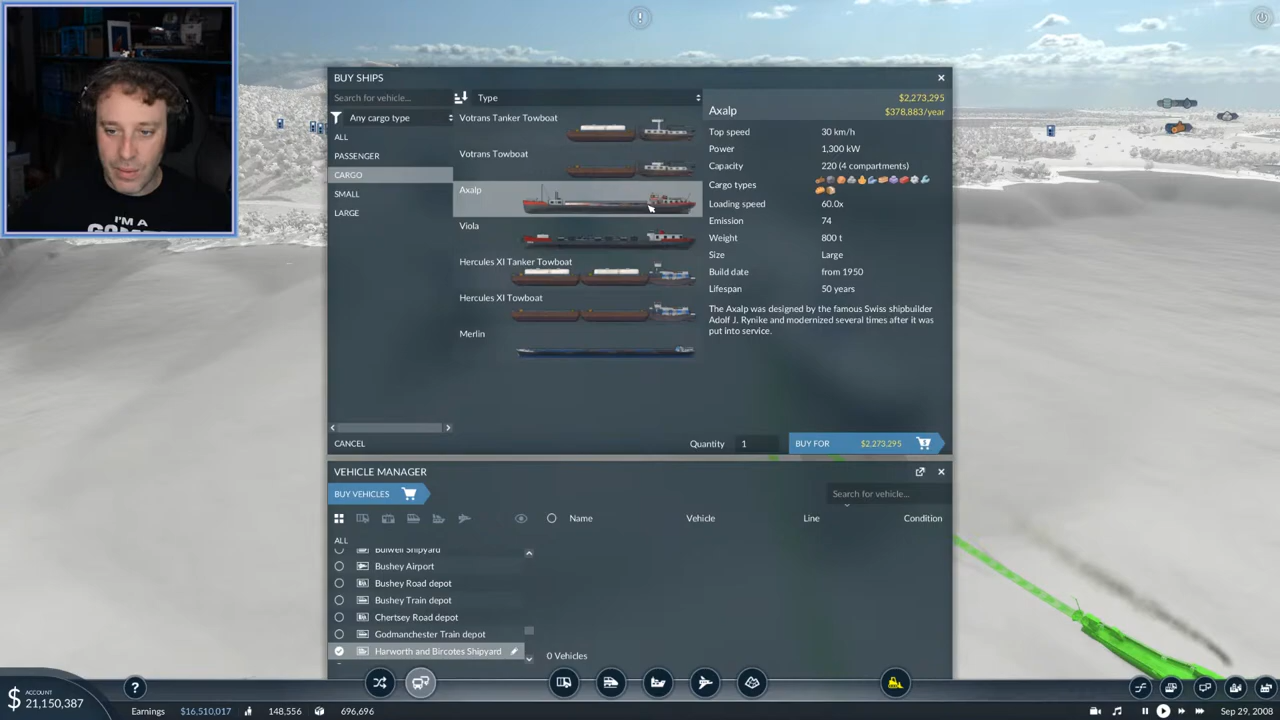 I'M A
BUY SHIPS
Search for vehicle...
Type
Any cargo type
ALL
PASSENGER
CARGO
SMALL
LARGE
Votrans Tanker Towboat
Votrans Towboat
Axalp
Viola
Hercules XI Tanker Towboat
Hercules XI Towboat
Merlin
$2,273,295
Axalp
$378,883/year
Top speed 30 km/h
Power 1,300 kW
Capacity 220 (4 compartments)
Cargo types
Loading speed 60.0x
Emission 74
Weight 800 t
Size Large
Build date from 1950
Lifespan 50 years
The Axalp was designed by the famous Swiss shipbuilder
Adolf J. Rynike and modernized several times after it was
put into service.
CANCEL
Quantity 1
BUY FOR $2,273,295
VEHICLE MANAGER
BUY VEHICLES
Search for vehicle...
Name Vehicle Line Condition
ALL
Bulwell Shipyard
Bushey Airport
Bushey Road depot
Bushey Train depot
Chertsey Road depot
Godmanchester Train depot
Harworth and Bircotes Shipyard
0 Vehicles
ACCOUNT
$ 21,150,387
?
Earnings $16,510,017 148,556 696,696
Sep 29, 2008